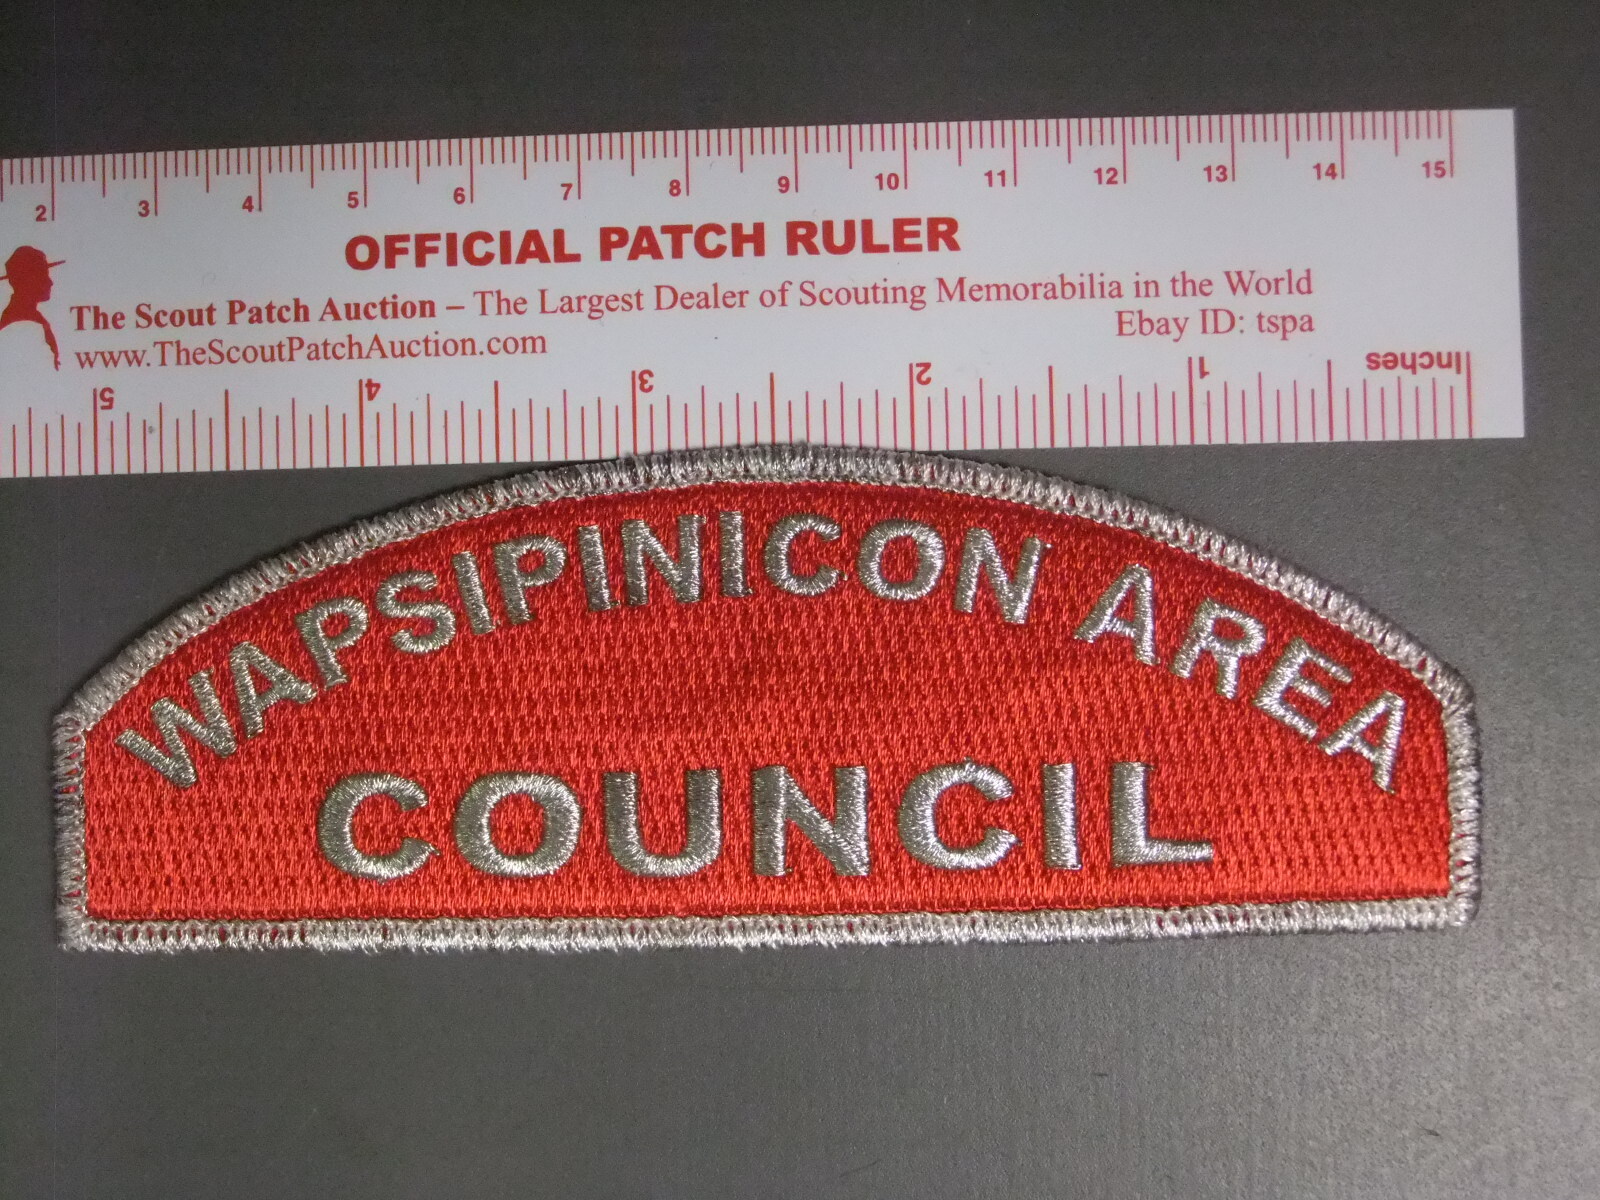 2 3 4 5 6 7 8 9 10 11 12 13 14 15
OFFICIAL PATCH RULER
The Scout Patch Auction – The Largest Dealer of Scouting Memorabilia in the World
www.TheScoutPatchAuction.com
Ebay ID: tspa
5 4 3 2 1 Inches
WAPSIPINICON AREA
COUNCIL